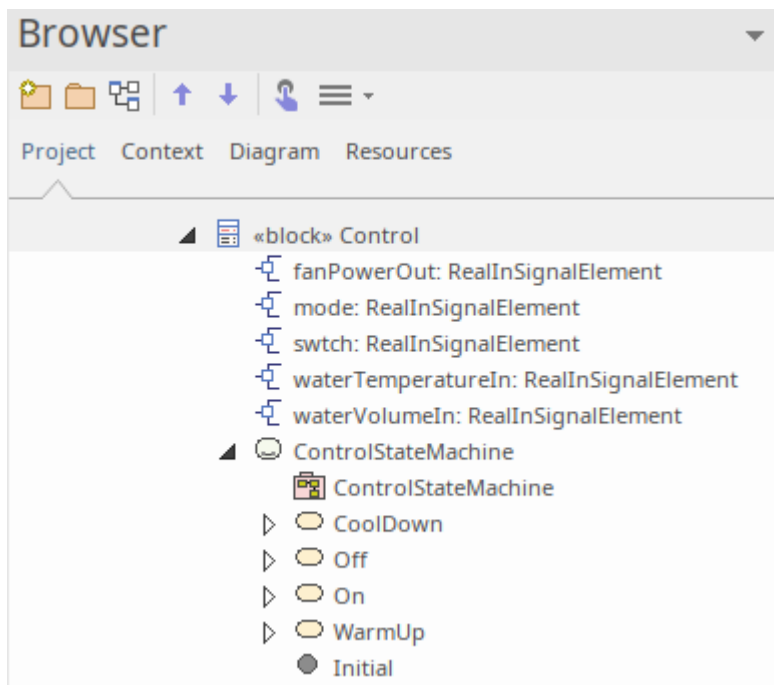 Browser
Project Context Diagram Resources
«block» Control
fanPowerOut: RealInSignalElement
mode: RealInSignalElement
swtch: RealInSignalElement
waterTemperatureIn: RealInSignalElement
waterVolumeIn: RealInSignalElement
ControlStateMachine
ControlStateMachine
CoolDown
Off
On
WarmUp
Initial